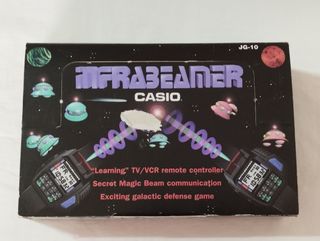 JG-10
INFRABEAMER
CASIO
"Learning" TV/VCR remote controller
Secret Magic Beam communication
Exciting galactic defense game